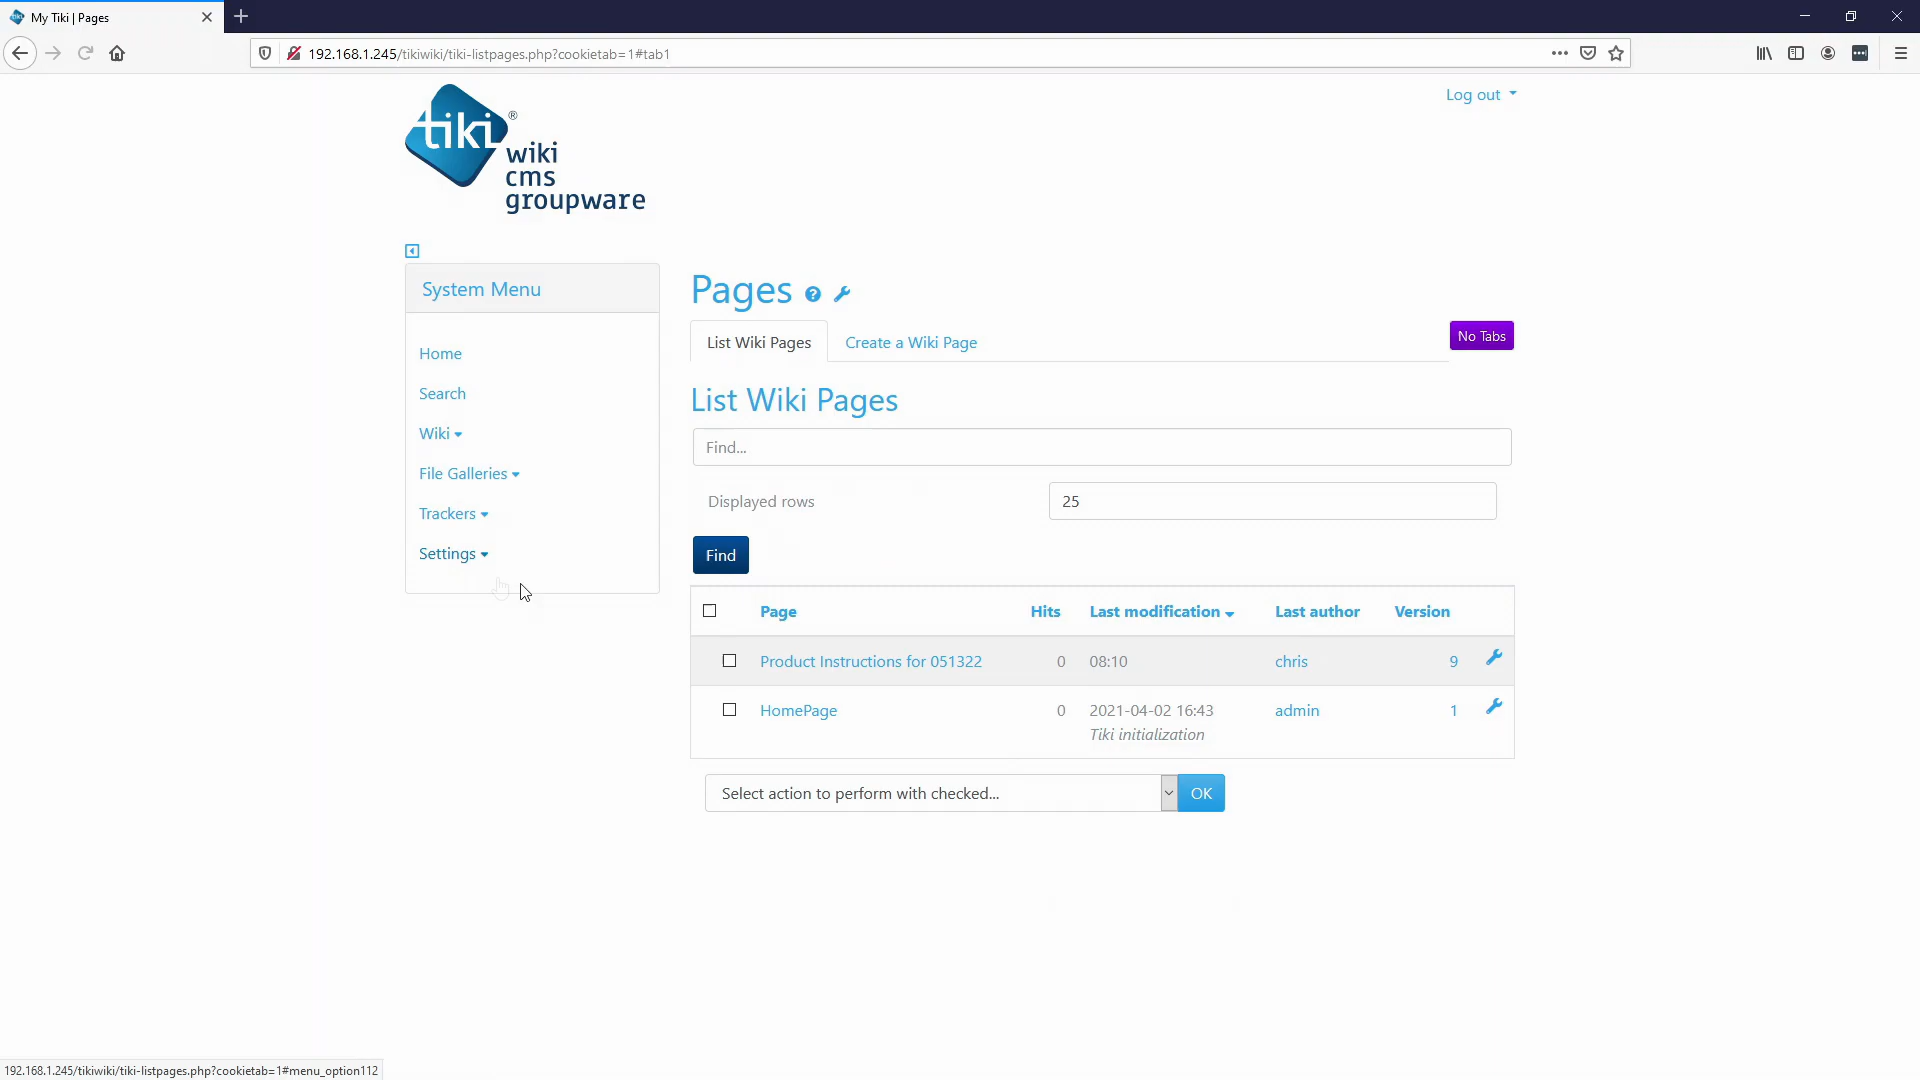 My Tiki | Pages
192.168.1.245/tikiwiki/tiki-listpages.php?cookietab=1#tab1
Log out
tiki®
wiki
cms
groupware
System Menu
Home
Search
Wiki
File Galleries
Trackers
Settings
Pages
List Wiki Pages
Create a Wiki Page
No Tabs
List Wiki Pages
Find...
Displayed rows 25
Find
Page Hits Last modification Last author Version
Product Instructions for 051322 0 08:10 chris 9
HomePage 0 2021-04-02 16:43 admin 1
Tiki initialization
Select action to perform with checked... OK
192.168.1.245/tikiwiki/tiki-listpages.php?cookietab=1#menu_option112